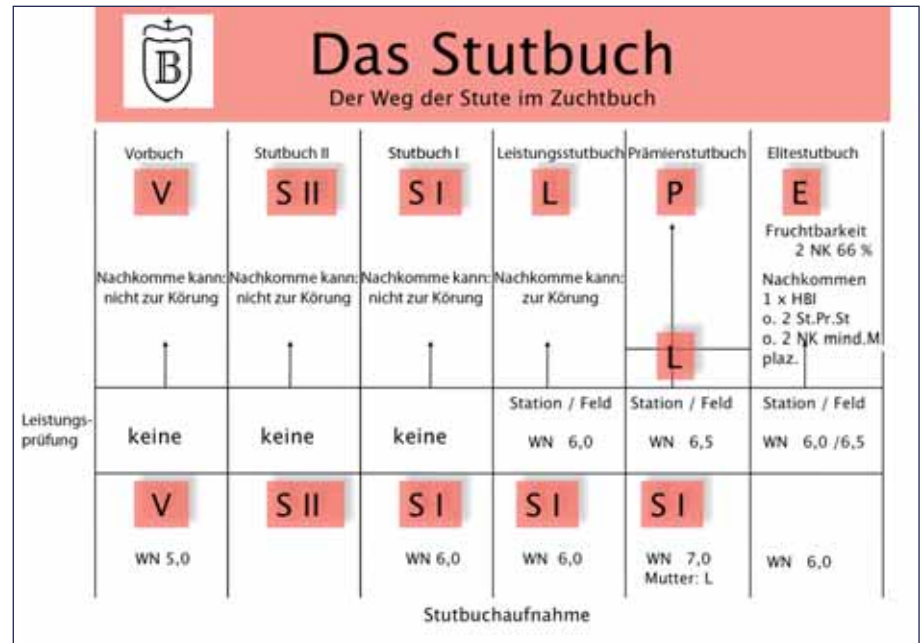 B
Das Stutbuch
Der Weg der Stute im Zuchtbuch
Vorbuch Stutbuch II Stutbuch I Leistungsstutbuch Prämienstutbuch Elitestutbuch
V S II S I L P E
Fruchtbarkeit
2 NK 66 %
Nachkomme kann: Nachkomme kann: Nachkomme kann: Nachkomme kann: Nachkommen
nicht zur Körung nicht zur Körung nicht zur Körung zur Körung 1 x HBI
o. 2 St.Pr.St
o. 2 NK mind.M
L plaz.
Station / Feld Station / Feld Station / Feld
Leistungs-
prüfung keine keine keine WN 6,0 WN 6,5 WN 6,0 /6,5
V S II S I S I S I
WN 5,0 WN 6,0 WN 6,0 WN 7,0 WN 6,0
Mutter: L
Stutbuchaufnahme